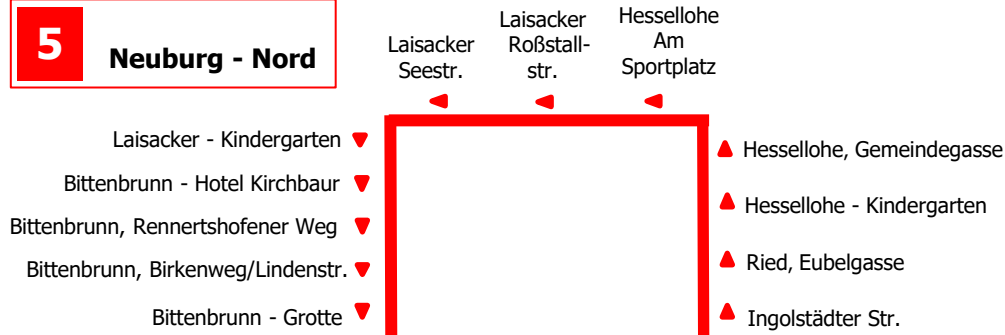 5
Neuburg - Nord
Laisacker
Seestr.
Laisacker
Roßstall-
str.
Hessellohe
Am
Sportplatz
Laisacker - Kindergarten
Bittenbrunn - Hotel Kirchbaur
Bittenbrunn, Rennertshofener Weg
Bittenbrunn, Birkenweg/Lindenstr.
Bittenbrunn - Grotte
Hessellohe, Gemeindegasse
Hessellohe - Kindergarten
Ried, Eubelgasse
Ingolstädter Str.